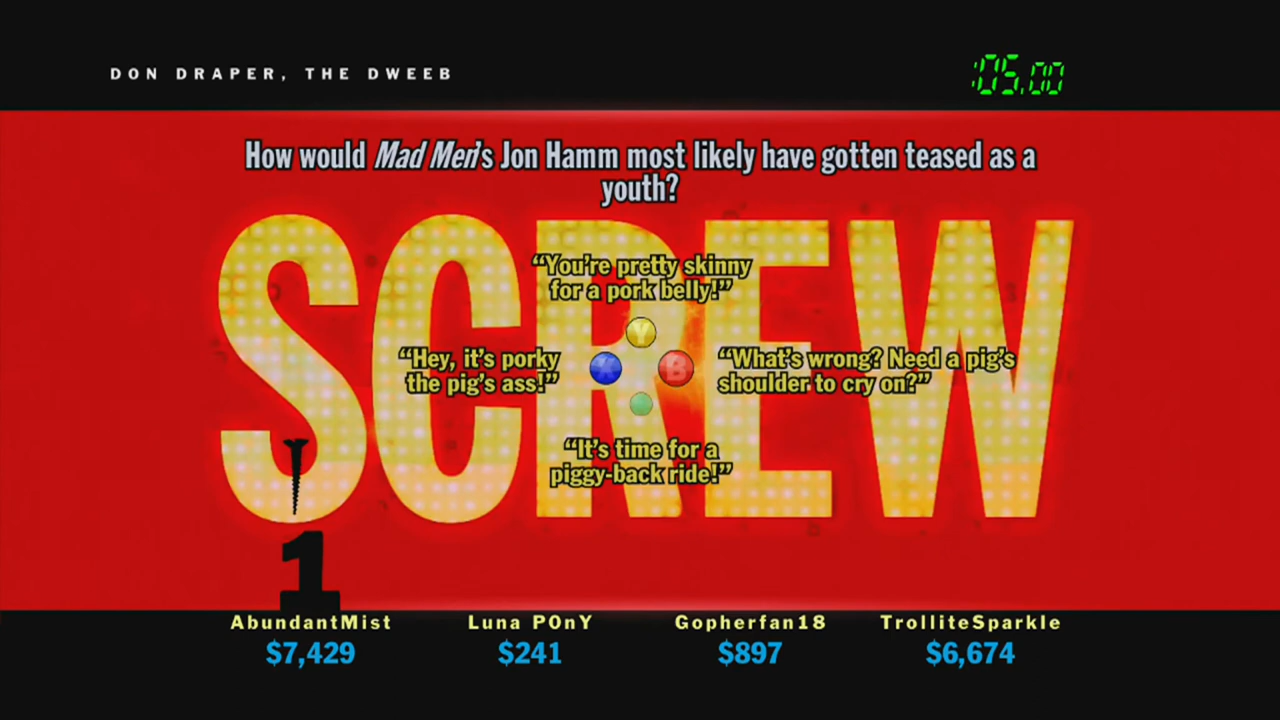 DON DRAPER, THE DWEEB
:05.00
How would Mad Men's Jon Hamm most likely have gotten teased as a
youth?
SCREW
“You're pretty skinny
for a pork belly!”
Y
“Hey, it's porky
the pig's ass!”
X
B
“What's wrong? Need a pig's
shoulder to cry on?”
“It's time for a
piggy-back ride!”
1
AbundantMist
Luna P0nY
Gopherfan18
TrolliteSparkle
$7,429
$241
$897
$6,674